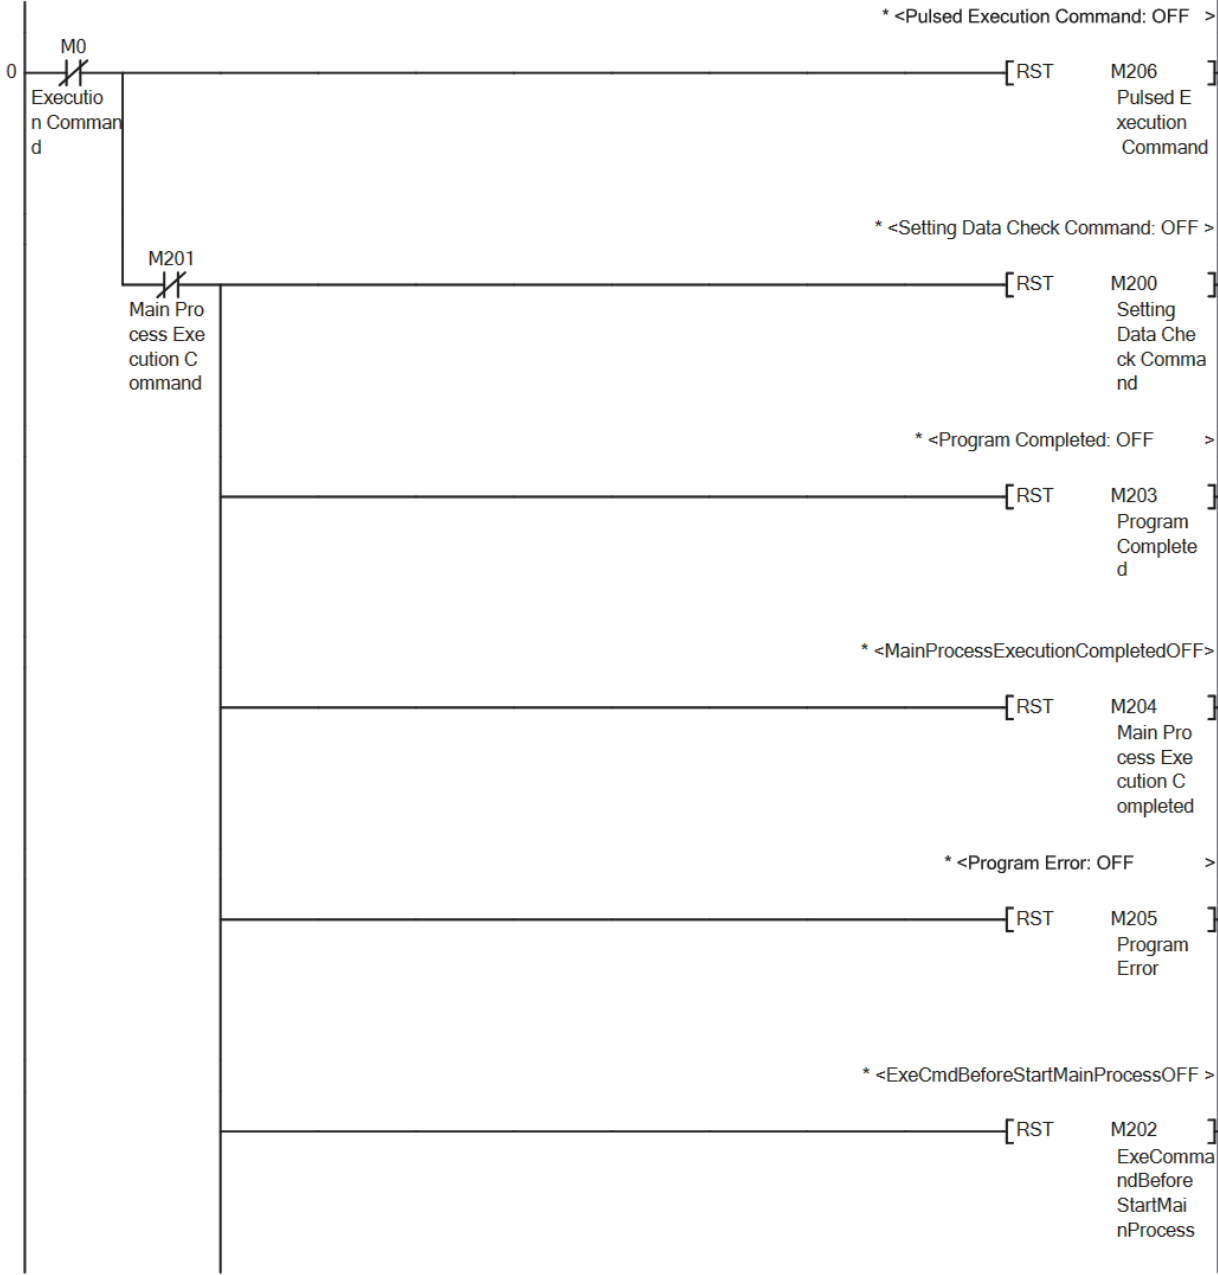 * <Pulsed Execution Command: OFF >
M0
0
RST M206
Executio
n Comman
d
Pulsed E
xecution
Command
* <Setting Data Check Command: OFF >
M201
RST M200
Main Pro
cess Exe
cution C
ommand
Setting
Data Che
ck Comma
nd
* <Program Completed: OFF >
RST M203
Program
Complete
d
* <MainProcessExecutionCompletedOFF>
RST M204
Main Pro
cess Exe
cution C
ompleted
* <Program Error: OFF >
RST M205
Program
Error
* <ExeCmdBeforeStartMainProcessOFF >
RST M202
ExeComma
ndBefore
StartMai
nProcess